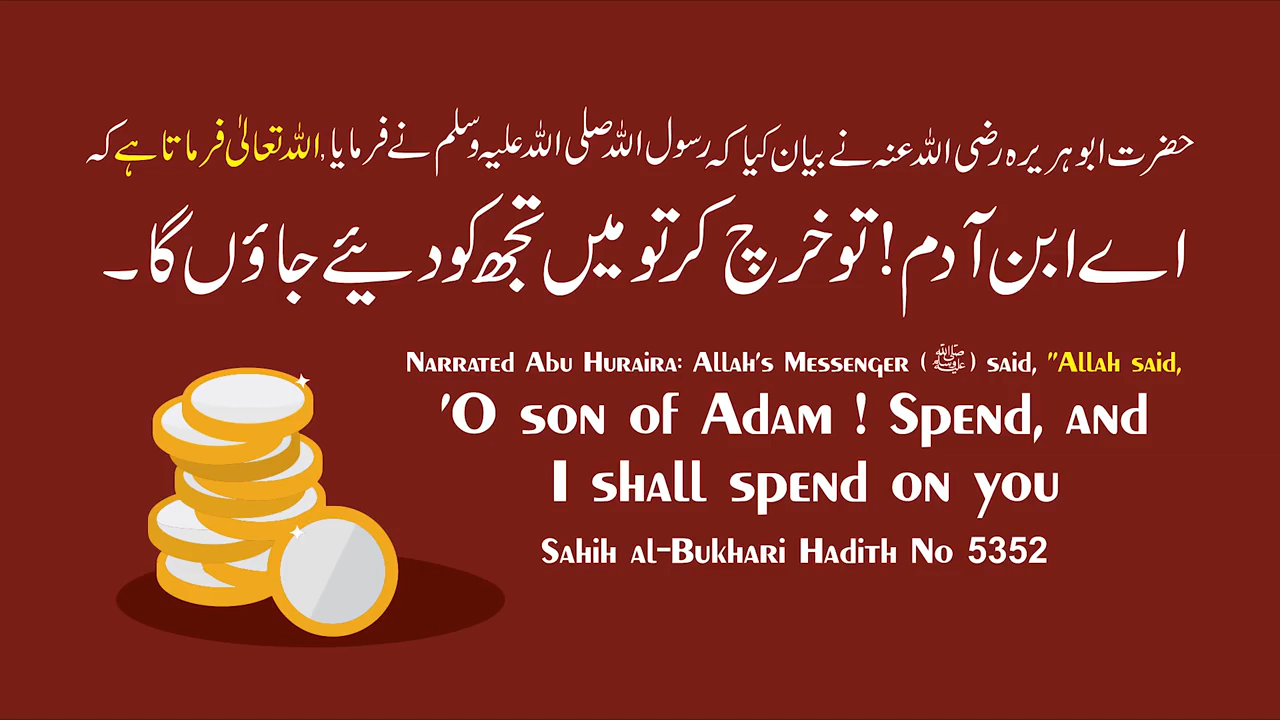 حضرت ابوہریرہ رضی اللہ عنہ نے بیان کیا کہ رسول اللہ صلی اللہ علیہ وسلم نے فرمایا، اللہ تعالیٰ فرماتا ہے کہ
اے ابن آدم! تو خرچ کر تو میں تجھ کو دیئے جاؤں گا۔
Narrated Abu Huraira: Allah's Messenger (ﷺ) said, "Allah said,
'O son of Adam ! Spend, and
I shall spend on you
Sahih al-Bukhari Hadith No 5352